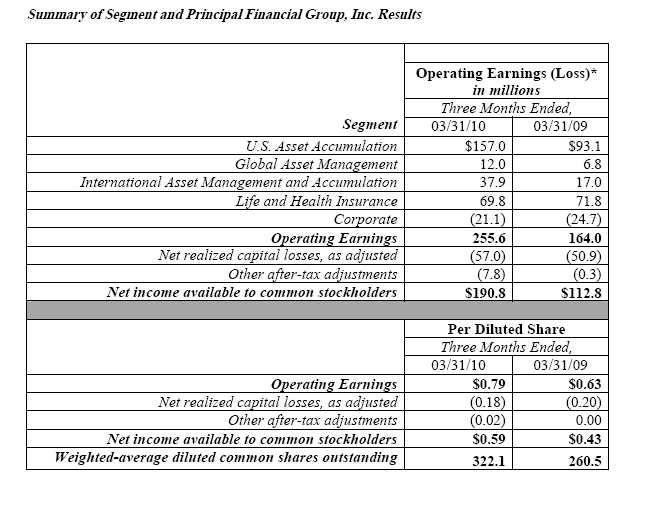 Summary of Segment and Principal Financial Group, Inc. Results
Operating Earnings (Loss)*
in millions
Three Months Ended,
Segment 03/31/10 03/31/09
U.S. Asset Accumulation $157.0 $93.1
Global Asset Management 12.0 6.8
International Asset Management and Accumulation 37.9 17.0
Life and Health Insurance 69.8 71.8
Corporate (21.1) (24.7)
Operating Earnings 255.6 164.0
Net realized capital losses, as adjusted (57.0) (50.9)
Other after-tax adjustments (7.8) (0.3)
Net income available to common stockholders $190.8 $112.8
Per Diluted Share
Three Months Ended,
03/31/10 03/31/09
Operating Earnings $0.79 $0.63
Net realized capital losses, as adjusted (0.18) (0.20)
Other after-tax adjustments (0.02) 0.00
Net income available to common stockholders $0.59 $0.43
Weighted-average diluted common shares outstanding 322.1 260.5